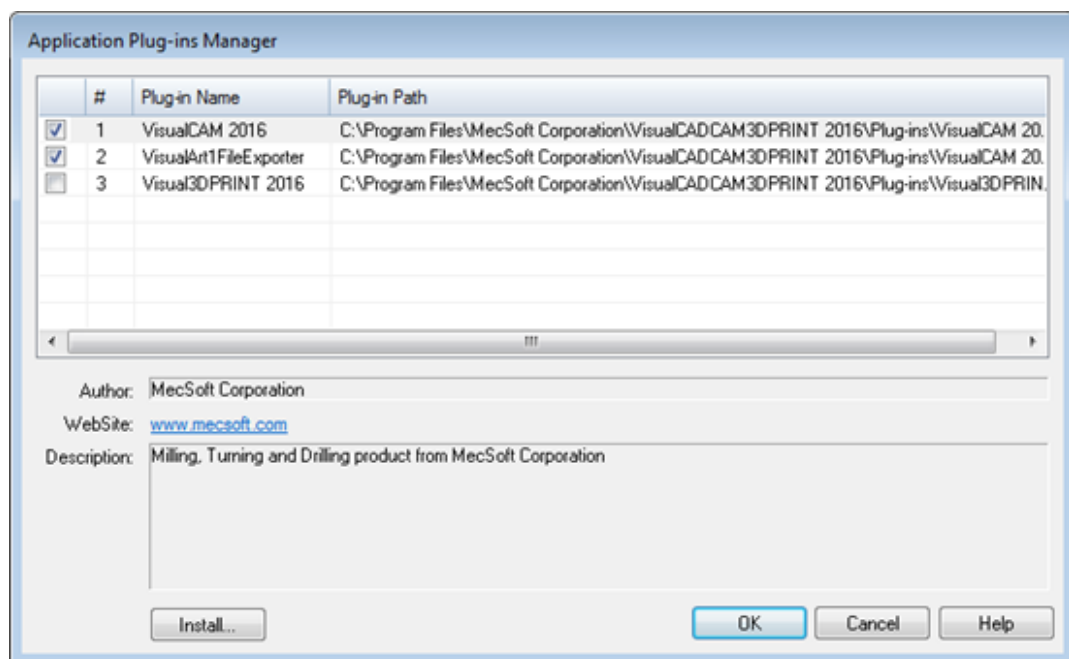 Application Plug-ins Manager
# Plug-in Name Plug-in Path
1 VisualCAM 2016 C:\Program Files\MecSoft Corporation\VisualCADCAM3DPRINT 2016\Plug-ins\VisualCAM 20.
2 VisualArt1FileExporter C:\Program Files\MecSoft Corporation\VisualCADCAM3DPRINT 2016\Plug-ins\VisualCAM 20.
3 Visual3DPRINT 2016 C:\Program Files\MecSoft Corporation\VisualCADCAM3DPRINT 2016\Plug-ins\Visual3DPRIN.
Author: MecSoft Corporation
WebSite: www.mecsoft.com
Description: Milling, Turning and Drilling product from MecSoft Corporation
Install... OK Cancel Help